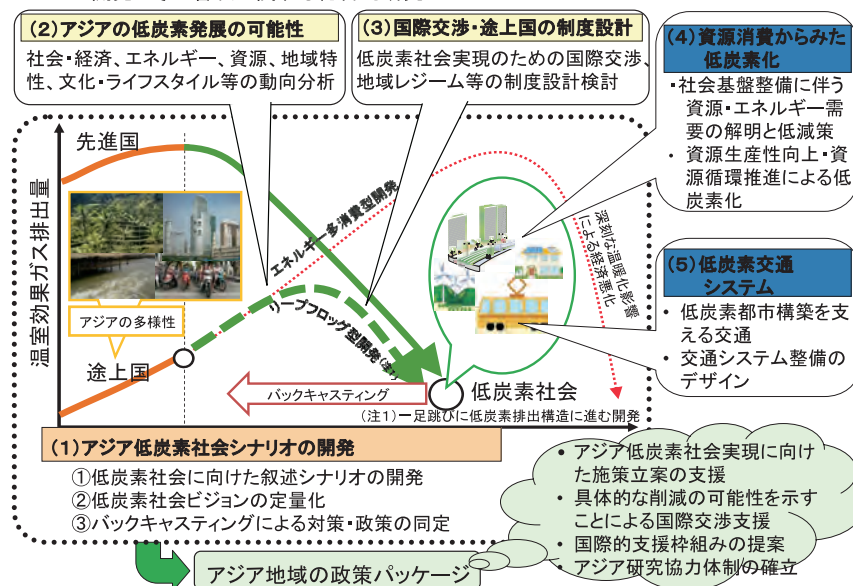 (2)アジアの低炭素発展の可能性
社会・経済、エネルギー、資源、地域特
性、文化・ライフスタイル等の動向分析
(3)国際交渉・途上国の制度設計
低炭素社会実現のための国際交渉、
地域レジーム等の制度設計検討
(4)資源消費からみた
低炭素化
・社会基盤整備に伴う
資源・エネルギー需
要の解明と低減策
・ 資源生産性向上・資
源循環推進による低
炭素化
(5)低炭素交通
システム
• 低炭素都市構築を支
える交通
• 交通システム整備の
デザイン
温室効果ガス排出量
先進国
アジアの多様性
途上国
エネルギー多消費型開発
リープフロッグ型開発(注1)
深刻な温暖化影響
による経済悪化
バックキャスティング
低炭素社会
(注1)一足跳びに低炭素排出構造に進む開発
(1)アジア低炭素社会シナリオの開発
①低炭素社会に向けた叙述シナリオの開発
②低炭素社会ビジョンの定量化
③バックキャスティングによる対策・政策の同定
• アジア低炭素社会実現に向け
た施策立案の支援
• 具体的な削減の可能性を示す
ことによる国際交渉支援
• 国際的支援枠組みの提案
• アジア研究協力体制の確立
アジア地域の政策パッケージ